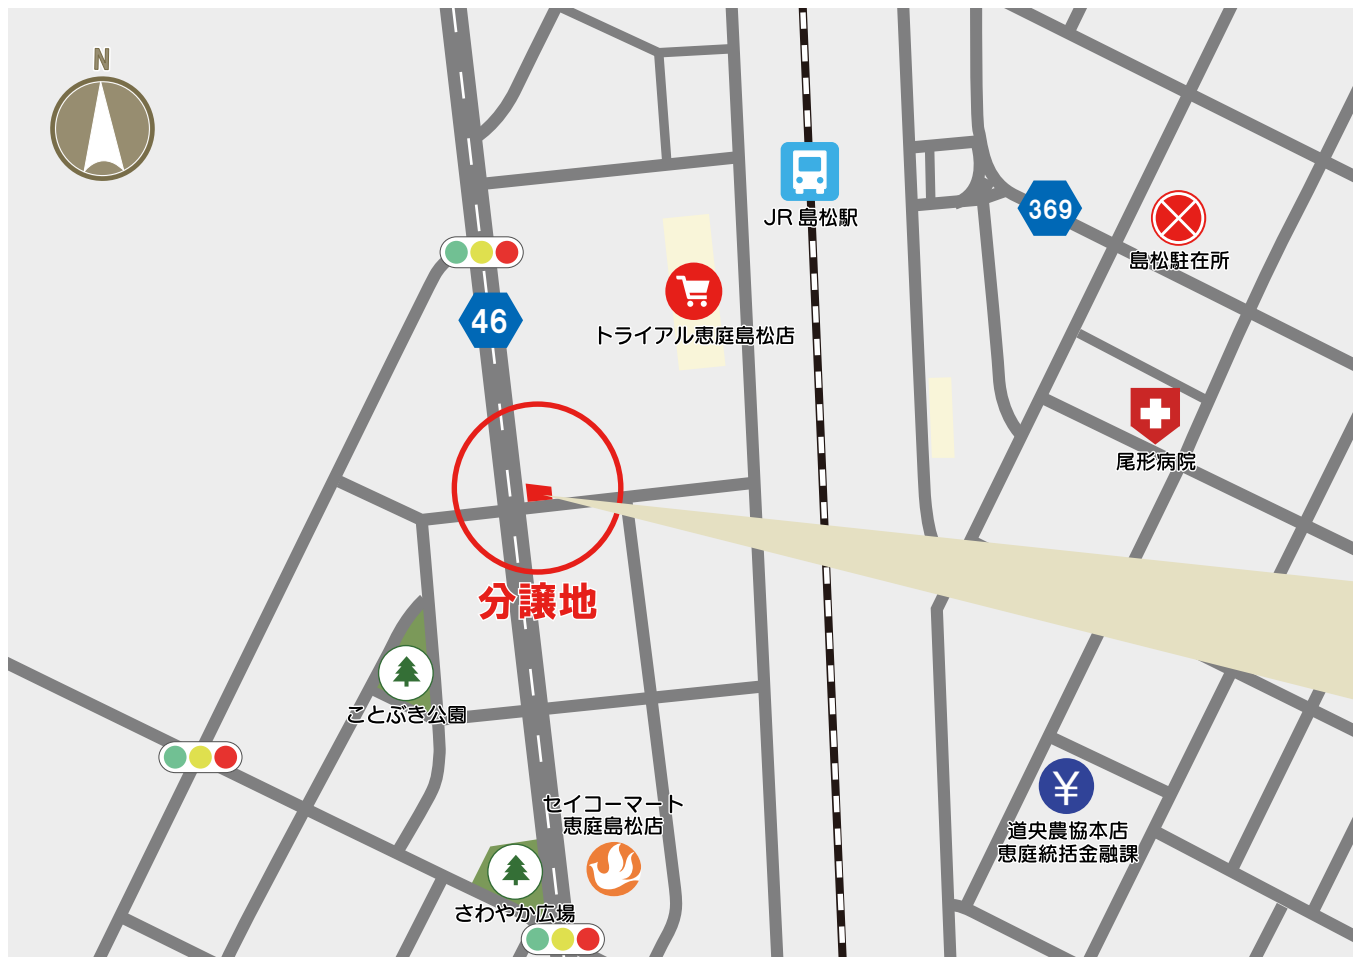 N
JR 島松駅
369
島松駐在所
46
トライアル恵庭島松店
尾形病院
分譲地
ことぶき公園
セイコーマート
恵庭島松店
¥
道央農協本店
恵庭統括金融課
さわやか広場